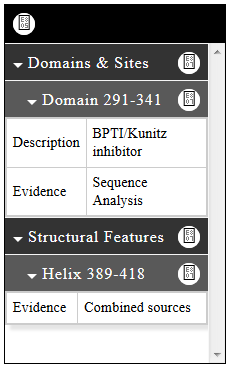 Domains & Sites
Domain 291-341
Description BPTI/Kunitz
inhibitor
Evidence Sequence
Analysis
Structural Features
Helix 389-418
Evidence Combined sources